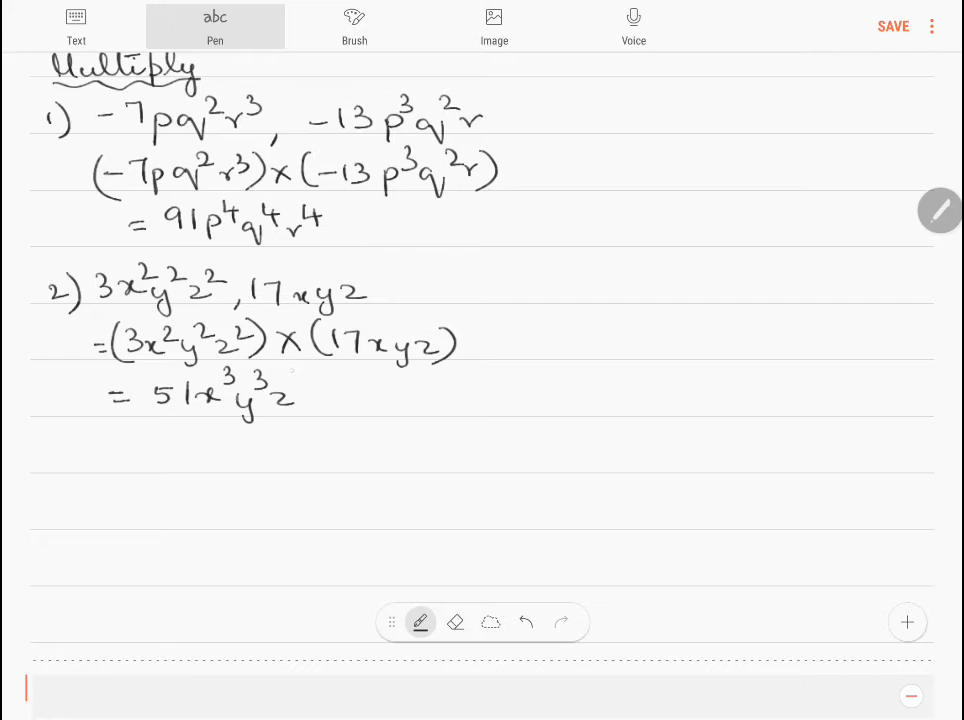 Text abc Pen Brush Image Voice SAVE
Multiply
1) -7pq²r³, -13p³q²r
(-7pq²r³)×(-13p³q²r)
= 91p⁴q⁴r⁴
2) 3x²y²z², 17xyz
=(3x²y²z²)×(17xyz)
= 51x³y³z